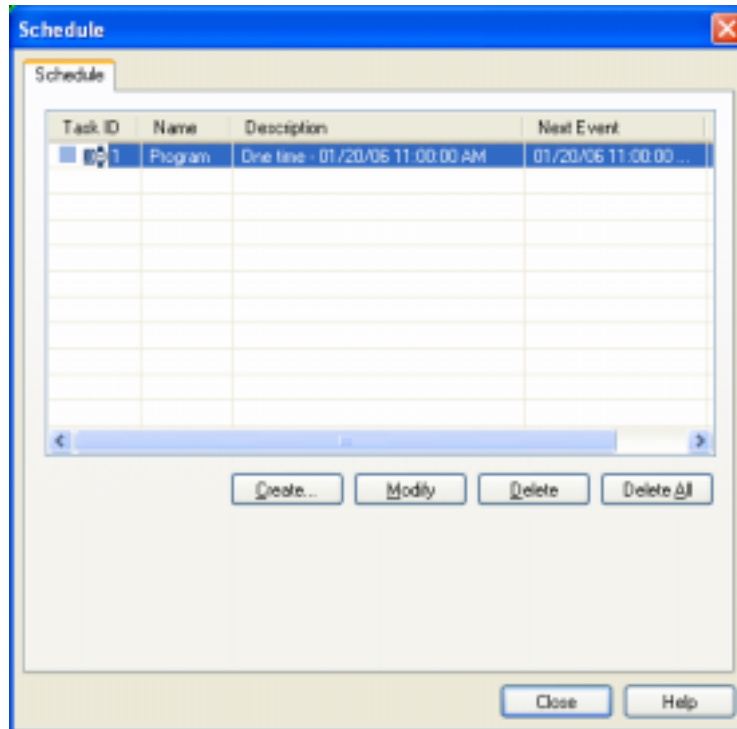 Schedule
Schedule
Task ID Name Description Next Event
1 Program One time - 01/20/06 11:00:00 AM 01/20/06 11:00:00 ...
Create... Modify Delete Delete All
Close Help